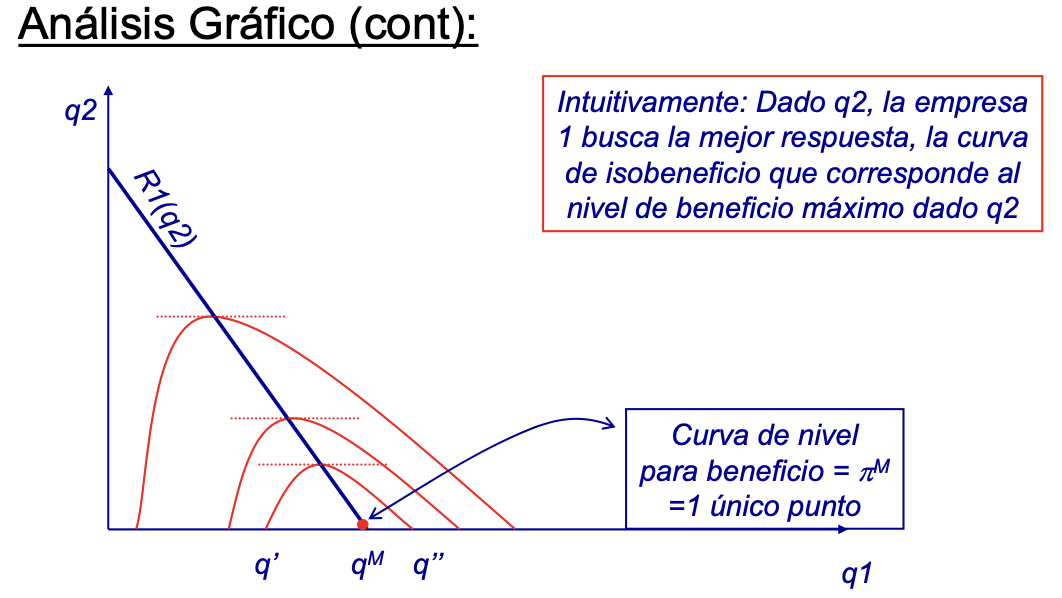 Análisis Gráfico (cont):
q2
Intuitivamente: Dado q2, la empresa
1 busca la mejor respuesta, la curva
de isobeneficio que corresponde al
nivel de beneficio máximo dado q2
R1(q2)
Curva de nivel
para beneficio = πᴹ
=1 único punto
q’
qᴹ
q’’
q1